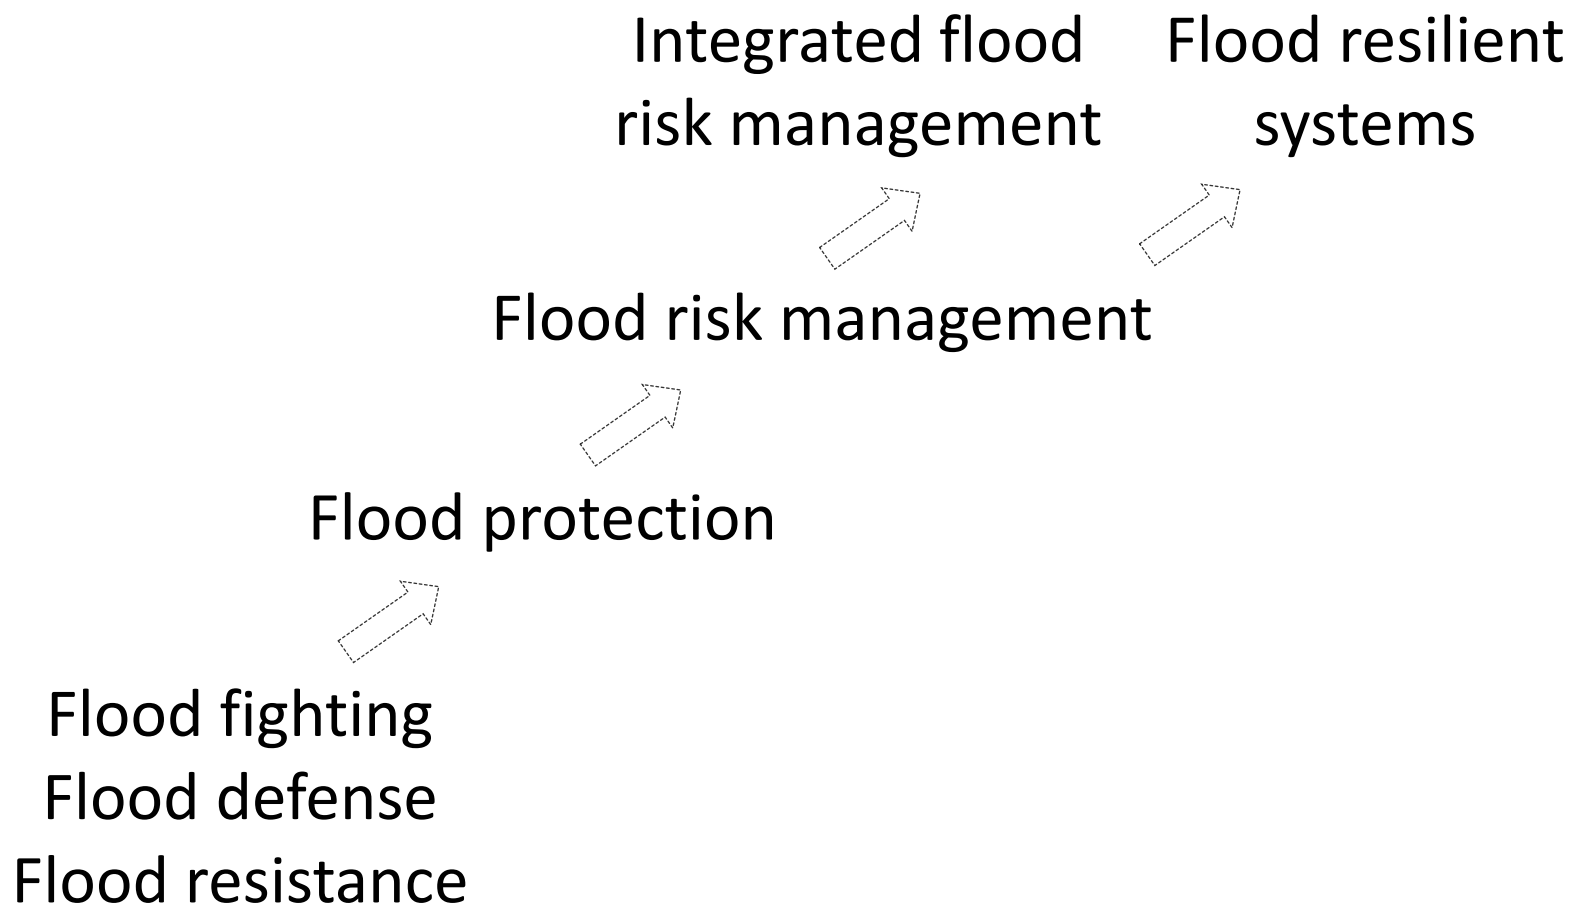 Integrated flood
risk management
Flood resilient
systems
Flood risk management
Flood protection
Flood fighting
Flood defense
Flood resistance